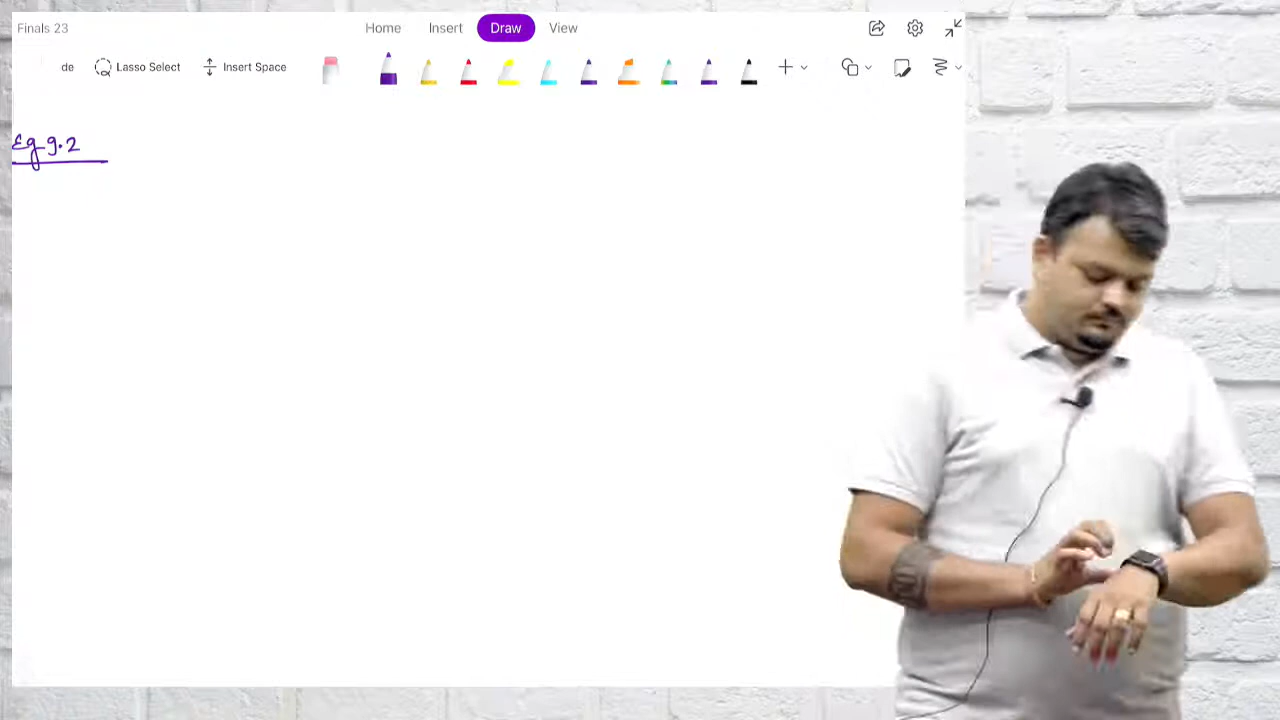 Finals 23
Home Insert Draw View
de Lasso Select Insert Space
Eg 9.2